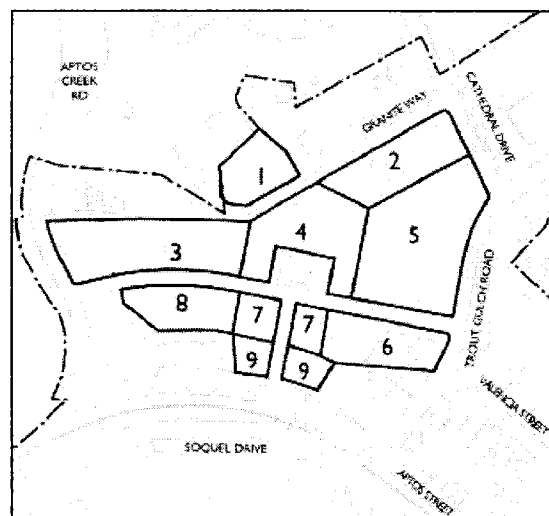 APTOS
CREEK
RD
GRANITE WAY
CATHEDRAL DRIVE
1
2
3
4
5
TROUT GULCH ROAD
8
7
7
6
9
9
VALENCIA STREET
SOQUEL DRIVE
APTOS STREET